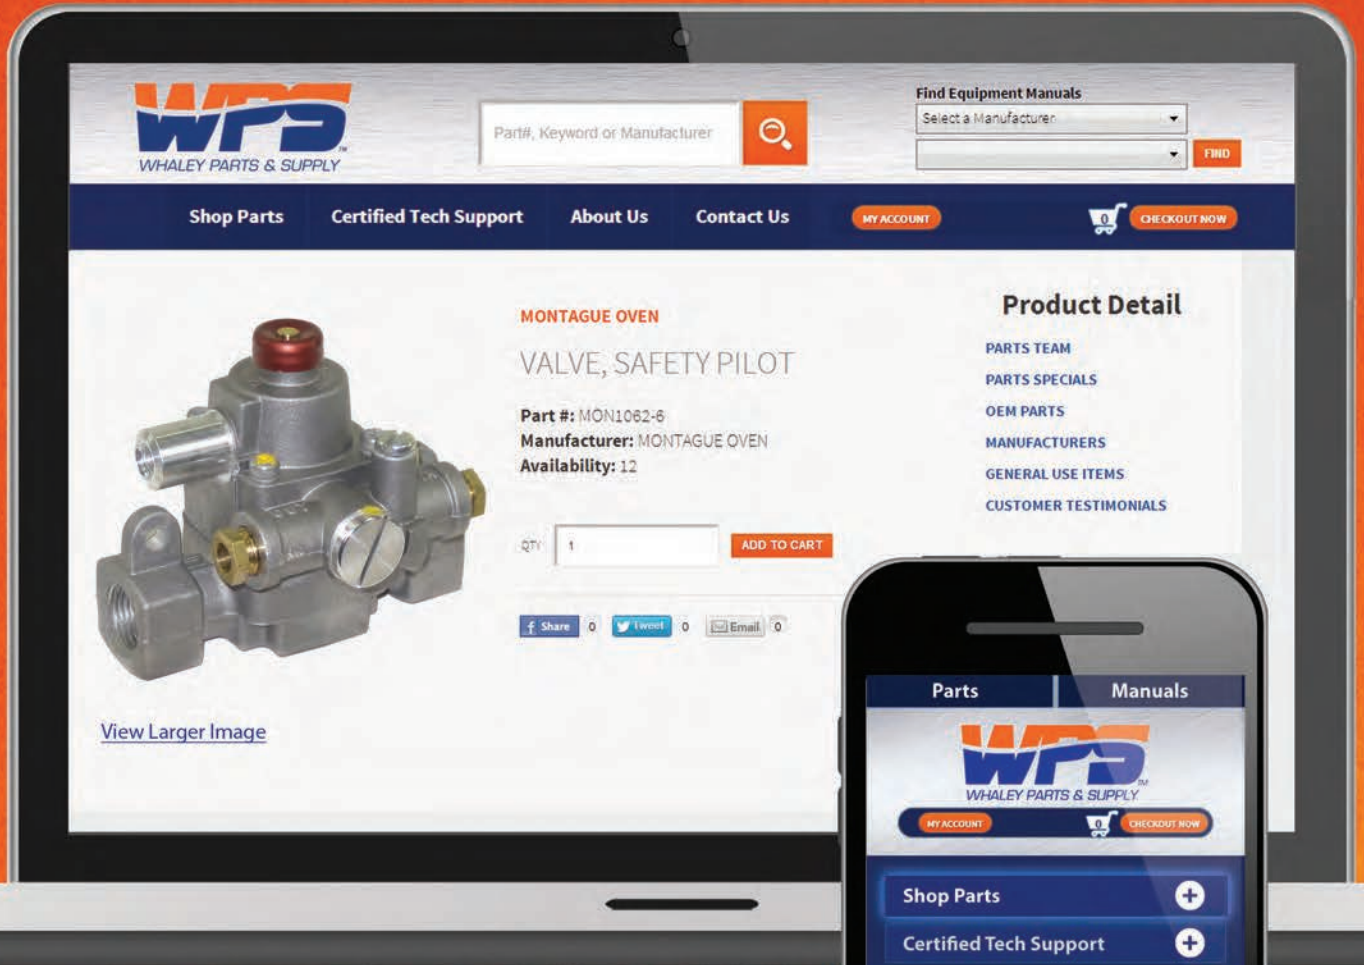 WPS
TM
WHALEY PARTS & SUPPLY
Part#, Keyword or Manufacturer
Find Equipment Manuals
Select a Manufacturer
FIND
Shop Parts
Certified Tech Support
About Us
Contact Us
MY ACCOUNT
0
CHECKOUT NOW
MONTAGUE OVEN
VALVE, SAFETY PILOT
Part #: MON1062-6
Manufacturer: MONTAGUE OVEN
Availability: 12
QTY
1
ADD TO CART
f Share 0
Tweet 0
Email 0
View Larger Image
Product Detail
PARTS TEAM
PARTS SPECIALS
OEM PARTS
MANUFACTURERS
GENERAL USE ITEMS
CUSTOMER TESTIMONIALS
Parts
Manuals
WPS
TM
WHALEY PARTS & SUPPLY
MY ACCOUNT
0
CHECKOUT NOW
Shop Parts
Certified Tech Support